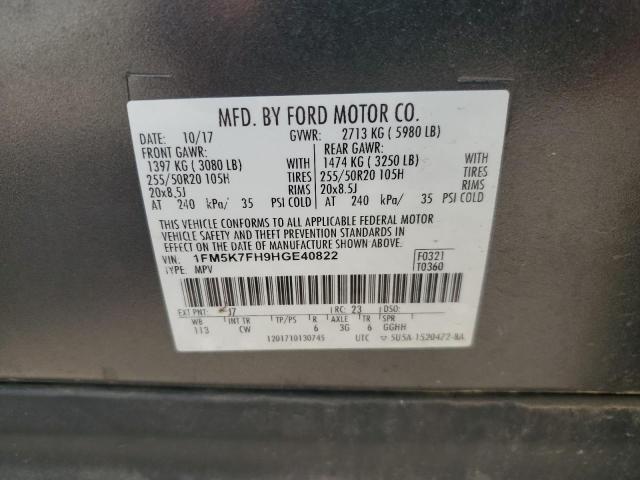 MFD. BY FORD MOTOR CO.
DATE: 10/17 GVWR: 2713 KG ( 5980 LB)
FRONT GAWR: REAR GAWR:
1397 KG ( 3080 LB) WITH 1474 KG ( 3250 LB) WITH
255/50R20 105H TIRES 255/50R20 105H TIRES
20x8.5J RIMS 20x8.5J RIMS
AT 240 kPa/ 35 PSI COLD AT 240 kPa/ 35 PSI COLD
THIS VEHICLE CONFORMS TO ALL APPLICABLE FEDERAL MOTOR
VEHICLE SAFETY AND THEFT PREVENTION STANDARDS IN
EFFECT ON THE DATE OF MANUFACTURE SHOWN ABOVE.
VIN: 1FM5K7FH9HGE40822 F0321
TYPE: MPV T0360
EXT PNT: J7 RC: 23 DSO:
WB INT TR TP/PS R AXLE TR SPR
113 CW 6 3G 6 GGHH
1201710130745 UTC 5U5A-1520472-BA